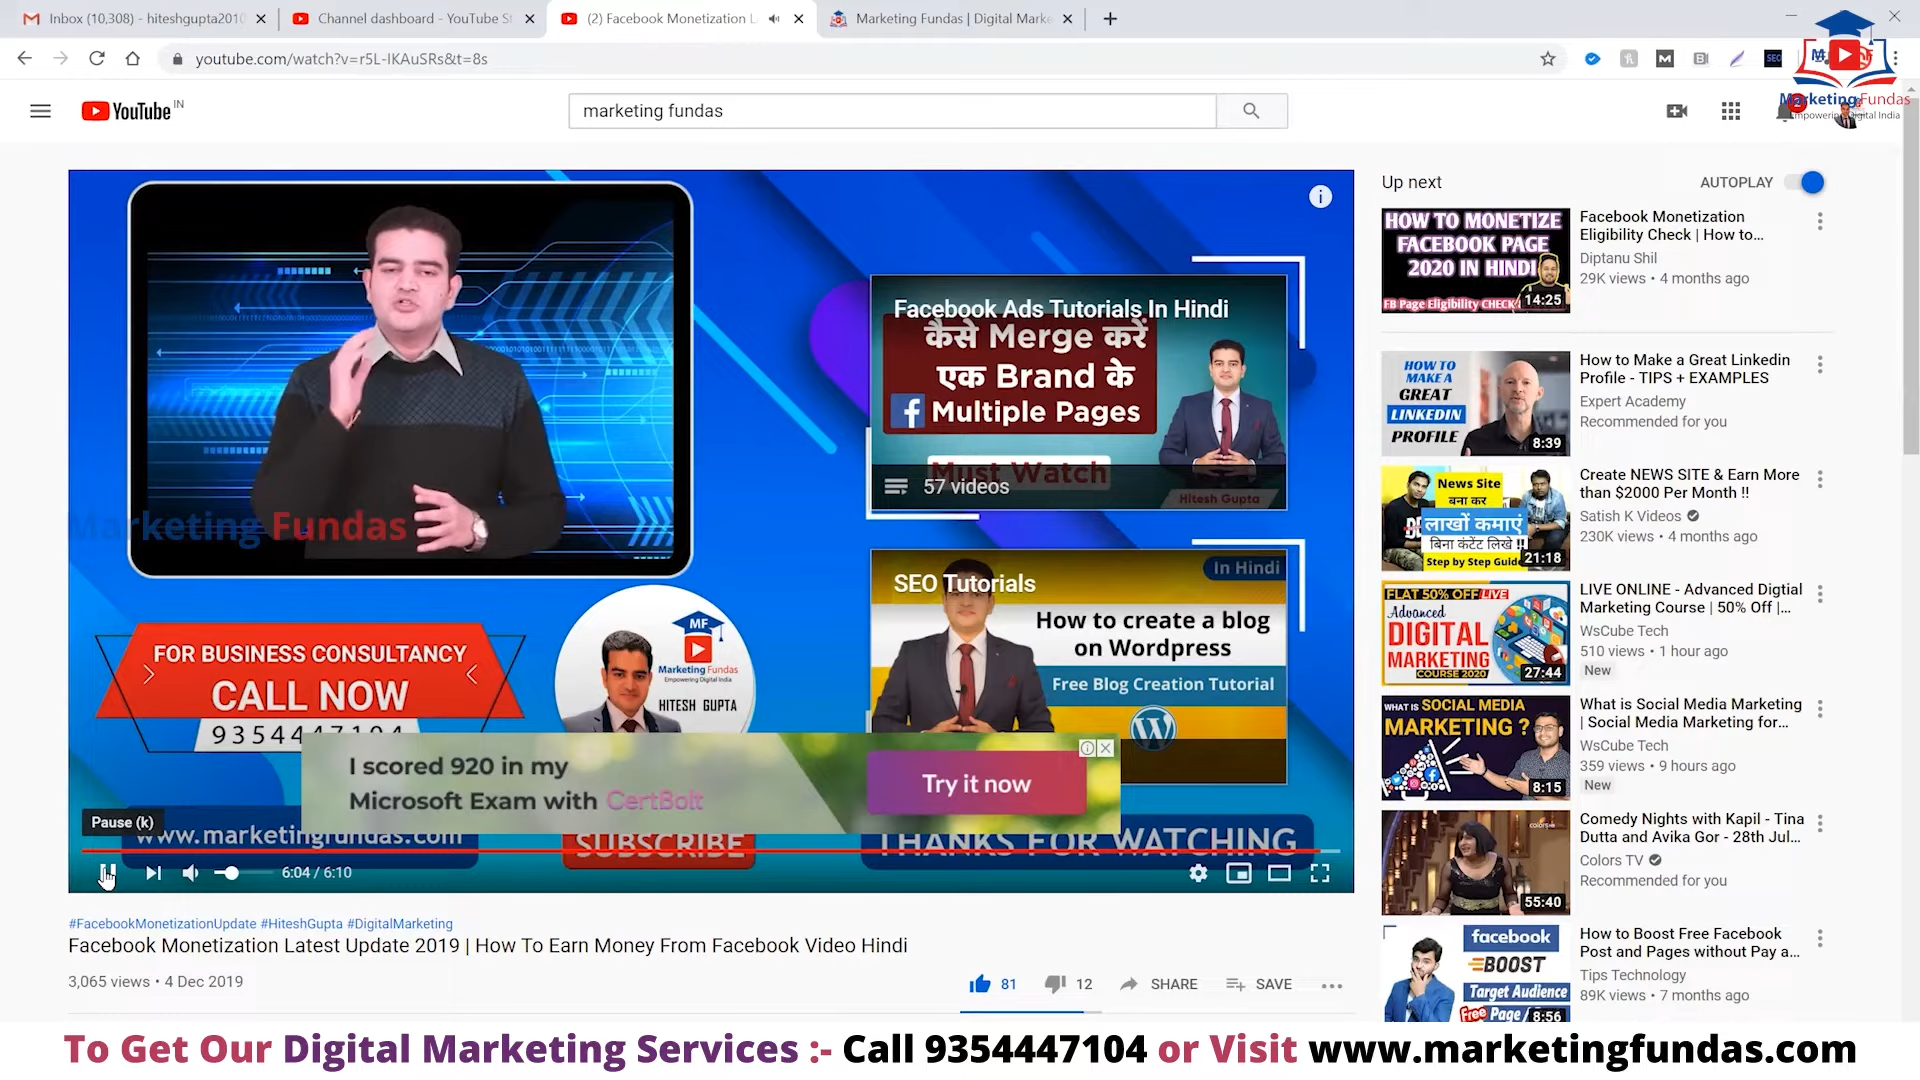 Inbox (10,308) - hiteshgupta2010
Channel dashboard - YouTube St
(2) Facebook Monetization L
Marketing Fundas | Digital Marke
youtube.com/watch?v=r5L-IKAuSRs&t=8s
YouTube IN
marketing fundas
Marketing Fundas
Empowering Digital India
Facebook Ads Tutorials In Hindi
कैसे Merge करें
एक Brand के
Multiple Pages
Must Watch
57 videos
Hitesh Gupta
Marketing Fundas
SEO Tutorials
In Hindi
How to create a blog
on Wordpress
Free Blog Creation Tutorial
FOR BUSINESS CONSULTANCY
CALL NOW
9354447104
MF
Marketing Fundas
Empowering Digital India
HITESH GUPTA
I scored 920 in my
Microsoft Exam with CertBolt
Try it now
Pause (k)
www.marketingfundas.com
SUBSCRIBE
THANKS FOR WATCHING
6:04 / 6:10
#FacebookMonetizationUpdate #HiteshGupta #DigitalMarketing
Facebook Monetization Latest Update 2019 | How To Earn Money From Facebook Video Hindi
3,065 views • 4 Dec 2019
81
12
SHARE
SAVE
Up next
AUTOPLAY
HOW TO MONETIZE
FACEBOOK PAGE
2020 IN HINDI
FB Page Eligibility CHECK
14:25
Facebook Monetization
Eligibility Check | How to...
Diptanu Shil
29K views • 4 months ago
HOW TO
MAKE A
GREAT
LINKEDIN
PROFILE
8:39
How to Make a Great Linkedin
Profile - TIPS + EXAMPLES
Expert Academy
Recommended for you
News Site
बना कर
लाखों कमाएं
बिना कंटेंट लिखे !!
Step by Step Guide
21:18
Create NEWS SITE & Earn More
than $2000 Per Month !!
Satish K Videos
230K views • 4 months ago
FLAT 50% OFF LIVE
Advanced
DIGITAL
MARKETING
COURSE 2020
27:44
LIVE ONLINE - Advanced Digtial
Marketing Course | 50% Off |...
WsCube Tech
510 views • 1 hour ago
New
WHAT IS SOCIAL MEDIA
MARKETING ?
8:15
What is Social Media Marketing
| Social Media Marketing for...
WsCube Tech
359 views • 9 hours ago
New
colors
55:40
Comedy Nights with Kapil - Tina
Dutta and Avika Gor - 28th Jul...
Colors TV
Recommended for you
facebook
BOOST
Target Audience
Free Page
8:56
How to Boost Free Facebook
Post and Pages without Pay a...
Tips Technology
89K views • 7 months ago
To Get Our Digital Marketing Services :- Call 9354447104 or Visit www.marketingfundas.com